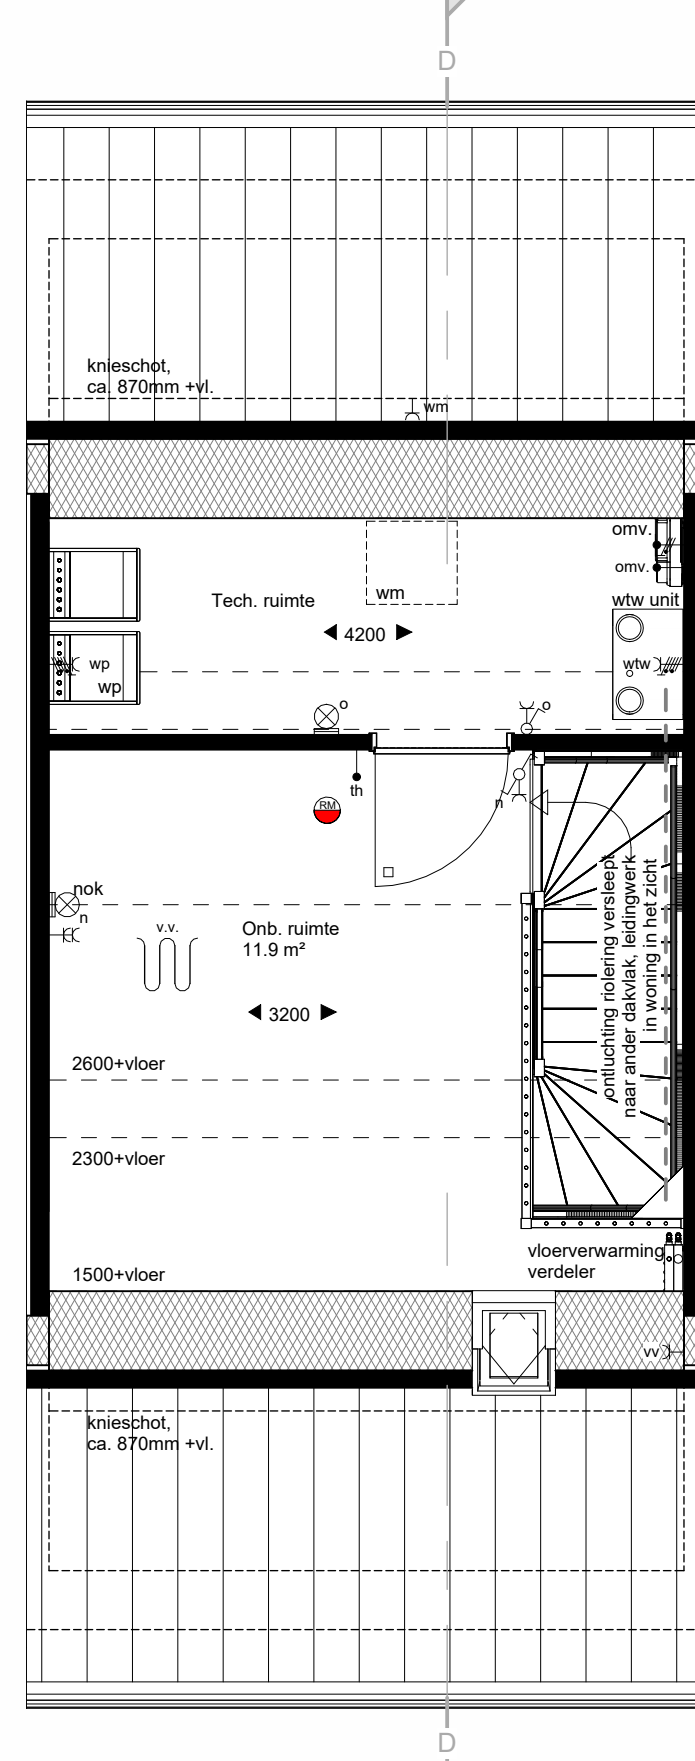 D
knieschot,
ca. 870mm +vl.
wm
omv.
omv.
Tech. ruimte
wm
wtw unit
4200
wp
wp
wtw
o
o
th
n
RM
nok
n
v.v.
Onb. ruimte
11.9 m²
3200
ontluchting riolering versleept
naar ander dakvlak, leidingwerk
in woning in het zicht
2600+vloer
2300+vloer
1500+vloer
vloerverwarming
verdeler
vv
knieschot,
ca. 870mm +vl.
D